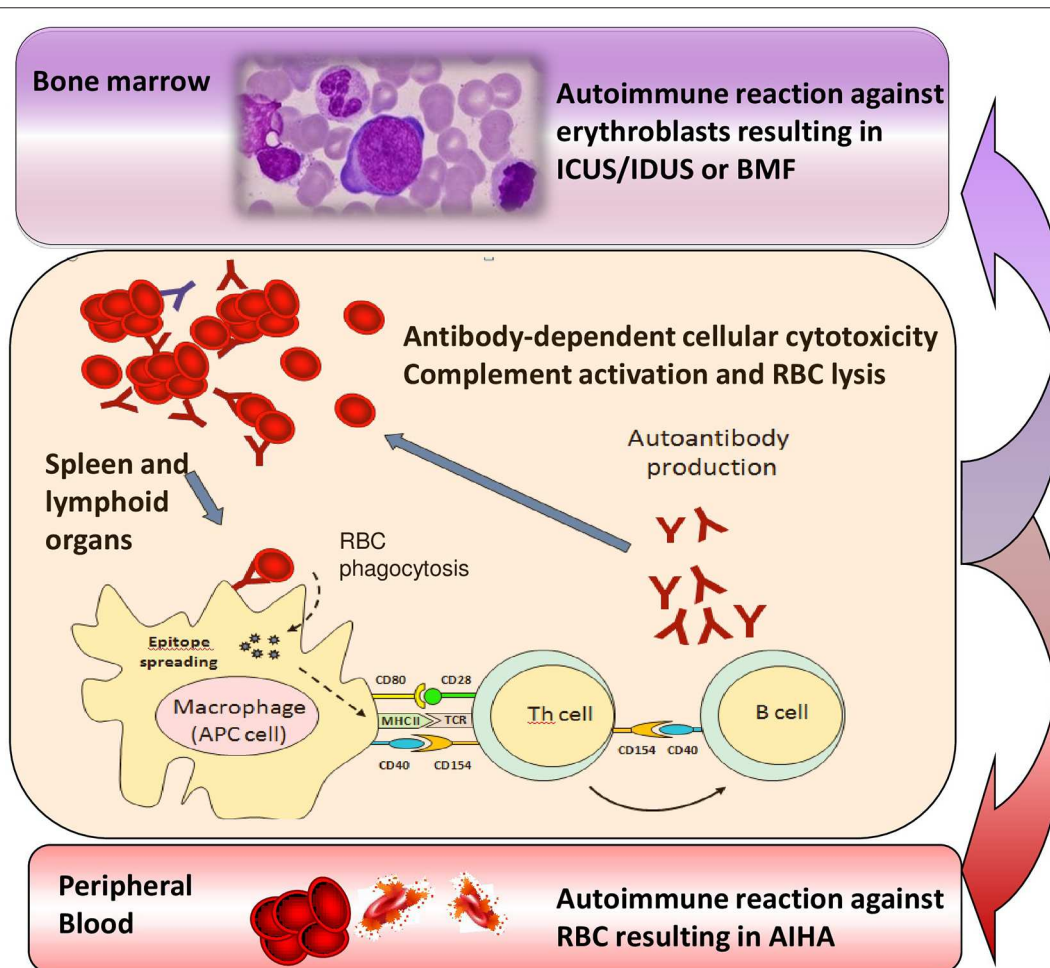 Bone marrow
Autoimmune reaction against
erythroblasts resulting in
ICUS/IDUS or BMF
Antibody-dependent cellular cytotoxicity
Complement activation and RBC lysis
Autoantibody
production
Spleen and
lymphoid
organs
RBC
phagocytosis
Epitope
spreading
Macrophage
(APC cell)
CD80
CD28
MHC II
TCR
CD40
CD154
Th cell
CD154
CD40
B cell
Peripheral
Blood
Autoimmune reaction against
RBC resulting in AIHA